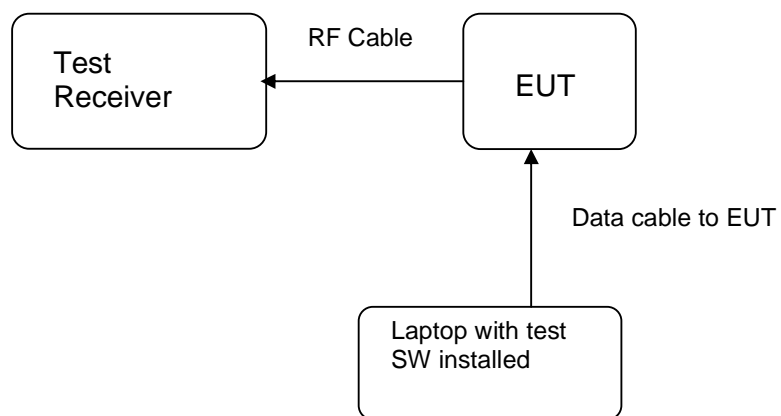 RF Cable
Test
Receiver
EUT
Data cable to EUT
Laptop with test
SW installed